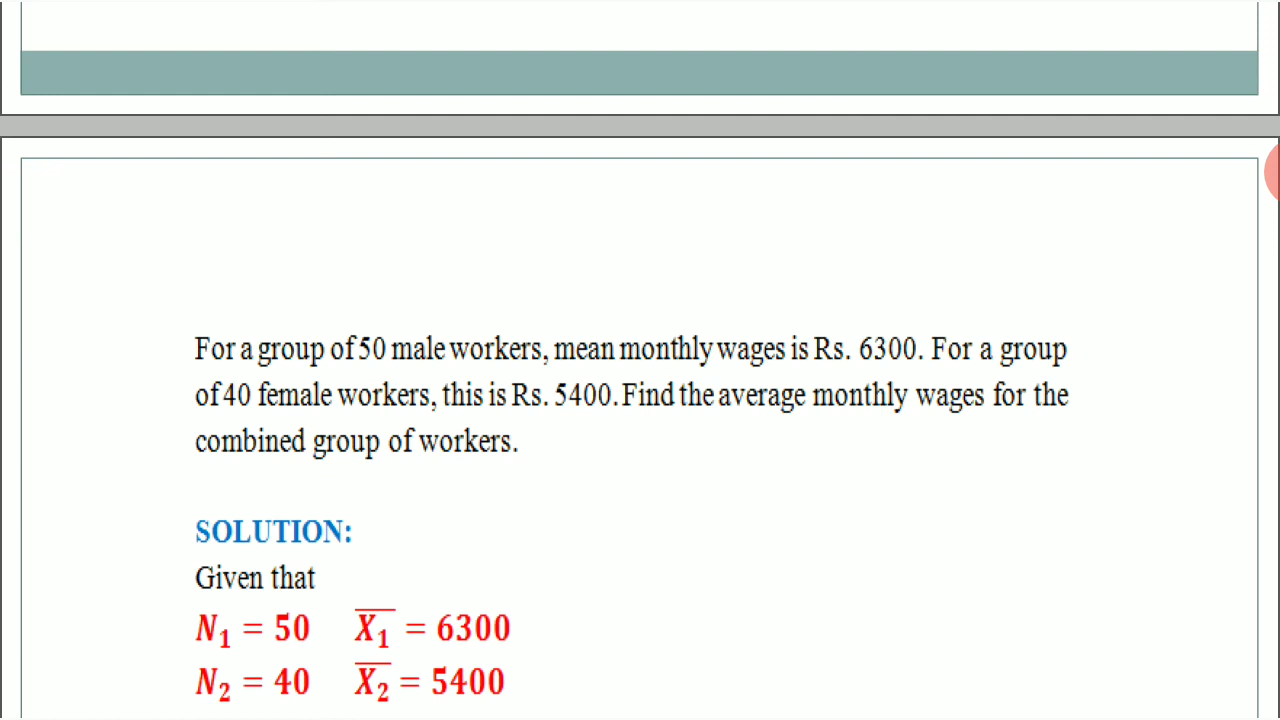 For a group of 50 male workers, mean monthly wages is Rs. 6300. For a group
of 40 female workers, this is Rs. 5400. Find the average monthly wages for the
combined group of workers.
SOLUTION:
Given that
N₁ = 50 X̅₁ = 6300
N₂ = 40 X̅₂ = 5400